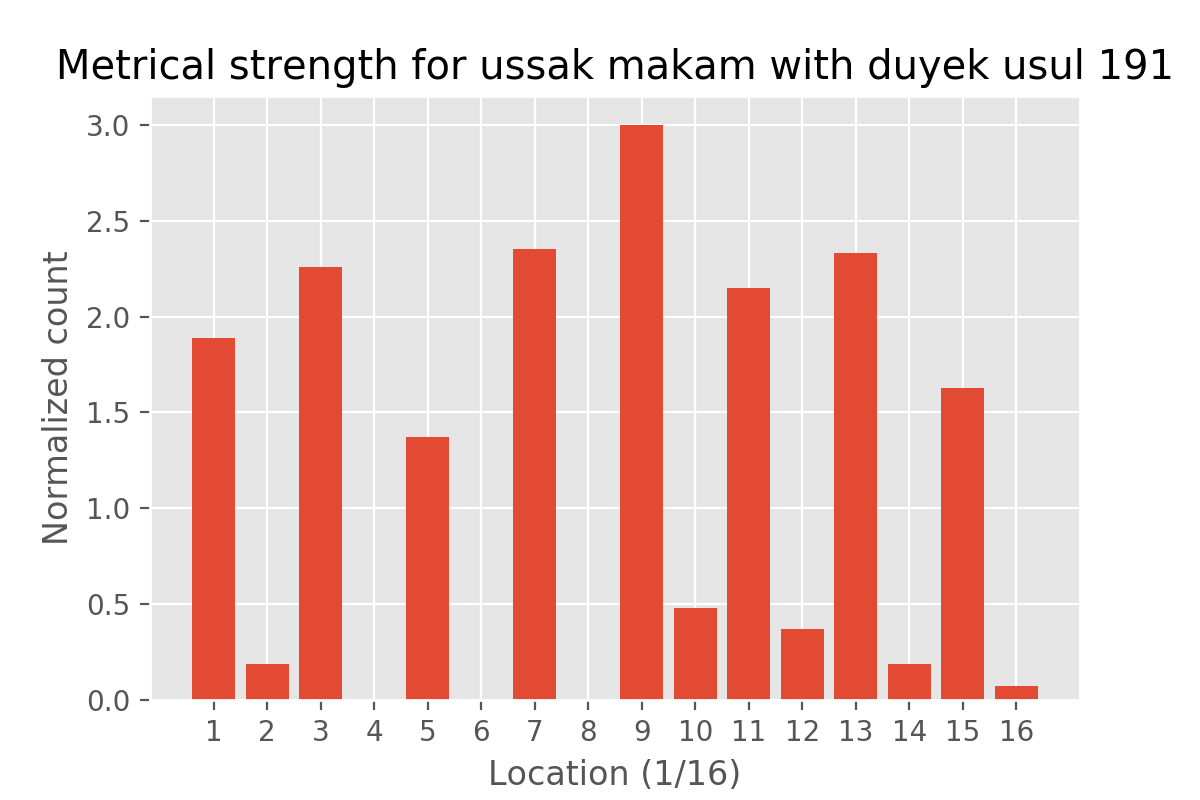 Metrical strength for ussak makam with duyek usul 191
3.0
2.5
2.0
1.5
1.0
0.5
0.0
Normalized count
1 2 3 4 5 6 7 8 9 10 11 12 13 14 15 16
Location (1/16)